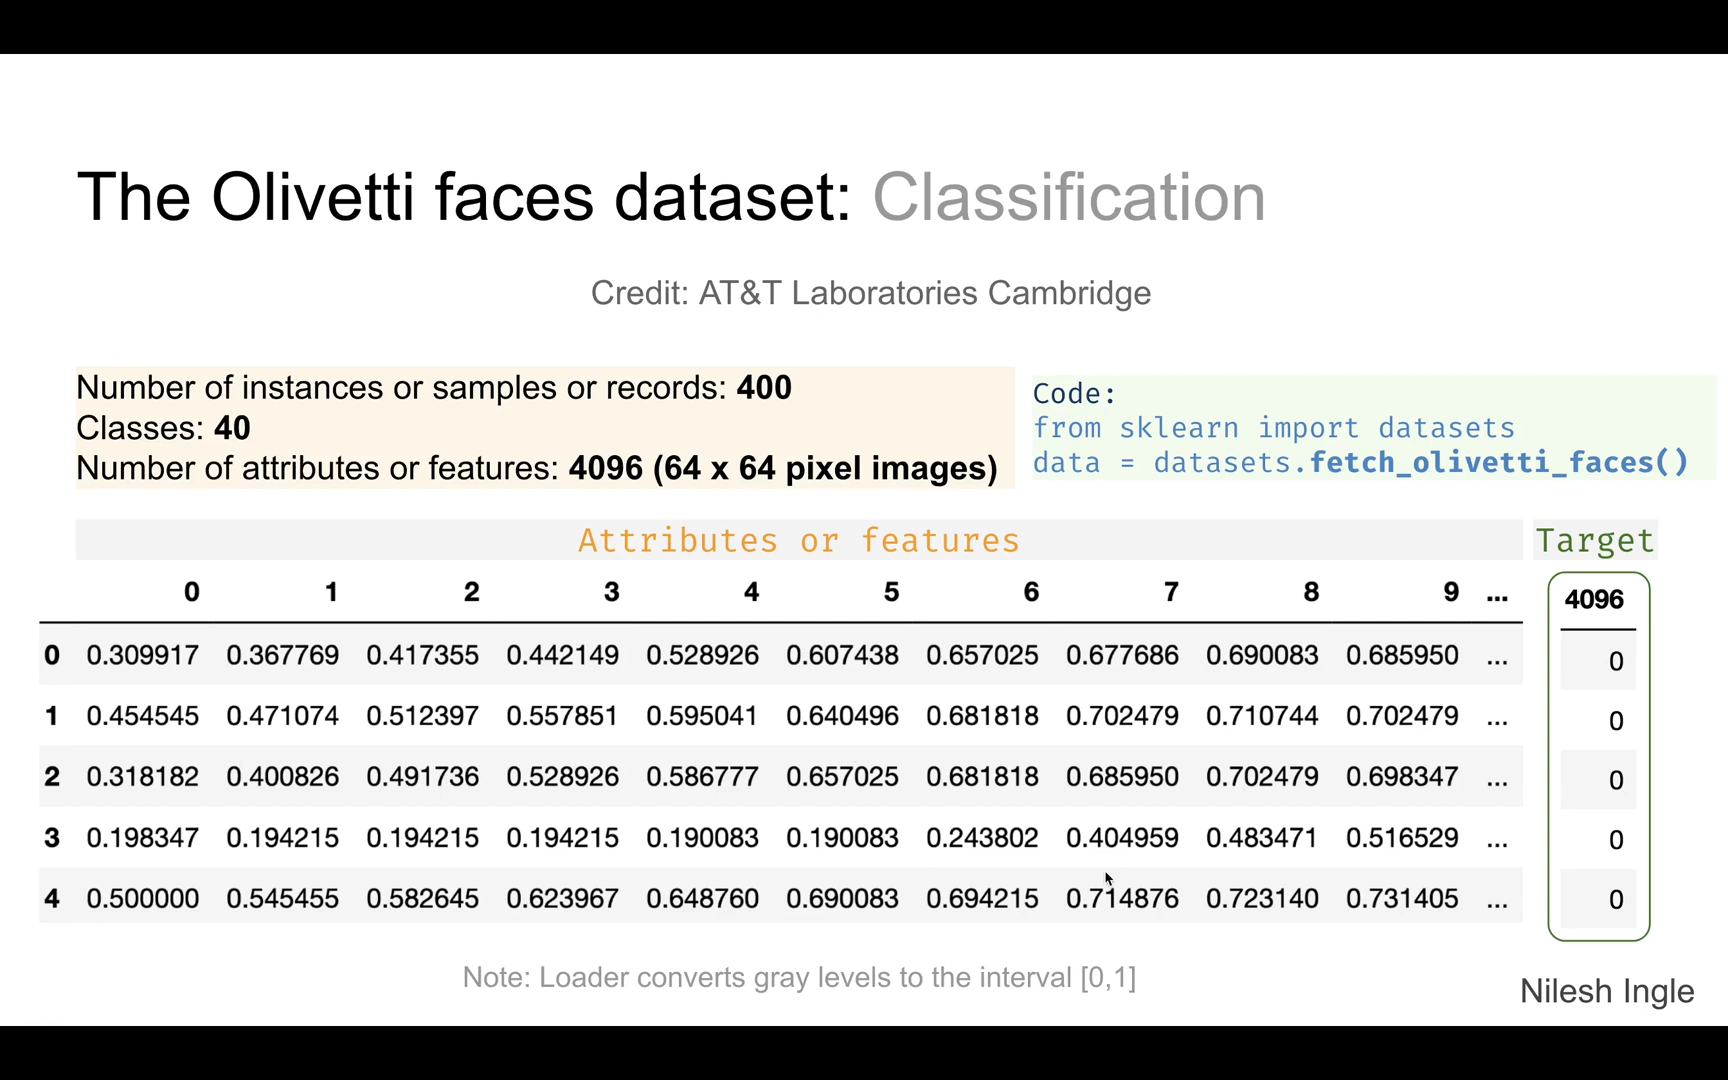 The Olivetti faces dataset: Classification
Credit: AT&T Laboratories Cambridge
Number of instances or samples or records: 400
Classes: 40
Number of attributes or features: 4096 (64 x 64 pixel images)
Code:
from sklearn import datasets
data = datasets.fetch_olivetti_faces()
Attributes or features Target
0 1 2 3 4 5 6 7 8 9 ... 4096
0 0.309917 0.367769 0.417355 0.442149 0.528926 0.607438 0.657025 0.677686 0.690083 0.685950 ... 0
1 0.454545 0.471074 0.512397 0.557851 0.595041 0.640496 0.681818 0.702479 0.710744 0.702479 ... 0
2 0.318182 0.400826 0.491736 0.528926 0.586777 0.657025 0.681818 0.685950 0.702479 0.698347 ... 0
3 0.198347 0.194215 0.194215 0.194215 0.190083 0.190083 0.243802 0.404959 0.483471 0.516529 ... 0
4 0.500000 0.545455 0.582645 0.623967 0.648760 0.690083 0.694215 0.714876 0.723140 0.731405 ... 0
Note: Loader converts gray levels to the interval [0,1]
Nilesh Ingle